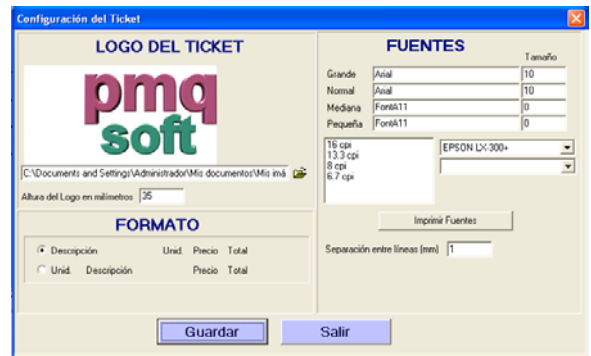 Configuración del Ticket
LOGO DEL TICKET
pmq
soft
C:\Documents and Settings\Administrador\Mis documentos\Mis imá
Altura del Logo en milimetros 35
FORMATO
Descripción Unid. Precio Total
Unid. Descripción Precio Total
FUENTES
Tamaño
Grande Arial 10
Normal Arial 10
Mediana FontA11 0
Pequeña FontA11 0
16 cpi
13.3 cpi
8 cpi
6.7 cpi
EPSON LX-300+
Imprimir Fuentes
Separación entre líneas (mm) 1
Guardar Salir